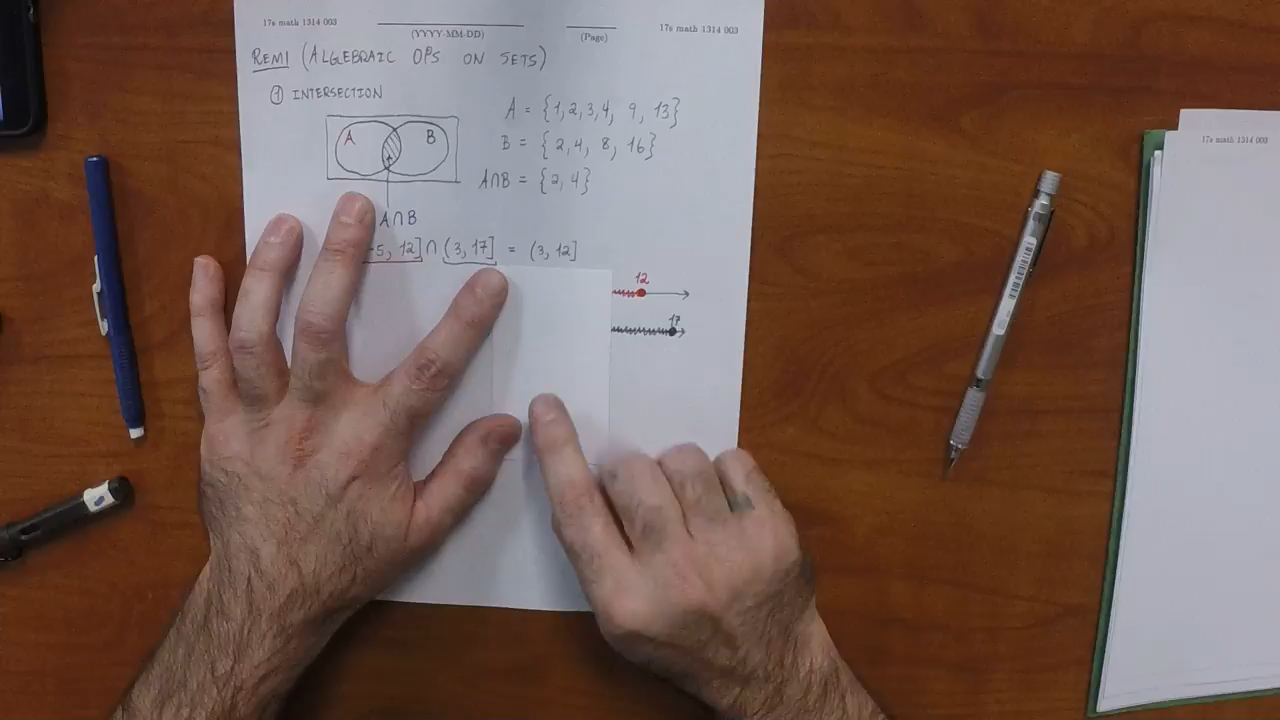 17s math 1314 003
17s math 1314 003
(YYYY-MM-DD)
(Page)
REM1 (ALGEBRAIC OPS ON SETS)
① INTERSECTION
A = {1, 2, 3, 4, 9, 13}
A B
B = {2, 4, 8, 16}
A∩B = {2, 4}
A∩B
-5, 12] ∩ (3, 17] = (3, 12]
12
17
17s math 1314 003